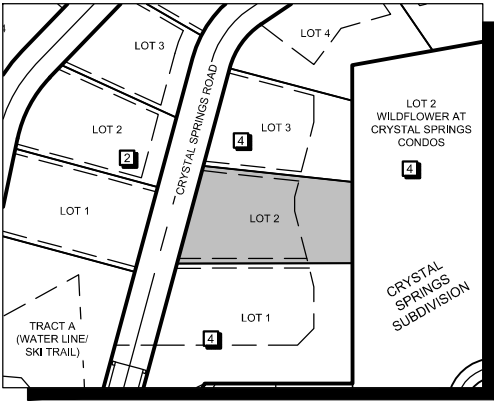 LOT 3
LOT 4
LOT 2
2
CRYSTAL SPRINGS ROAD
4
LOT 3
LOT 2
WILDFLOWER AT
CRYSTAL SPRINGS
CONDOS
4
LOT 1
LOT 2
TRACT A
(WATER LINE/
SKI TRAIL)
LOT 1
4
CRYSTAL
SPRINGS
SUBDIVISION